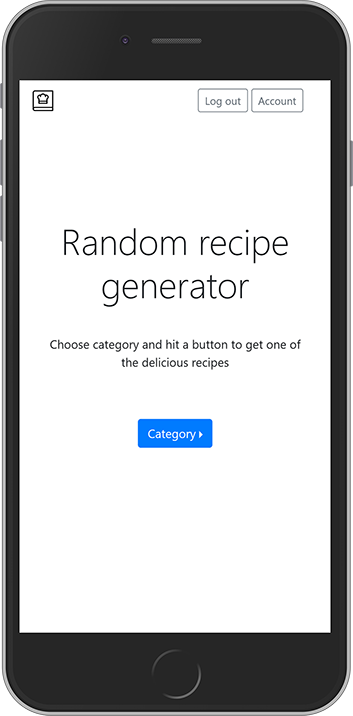 Log out Account
Random recipe
generator
Choose category and hit a button to get one of
the delicious recipes
Category